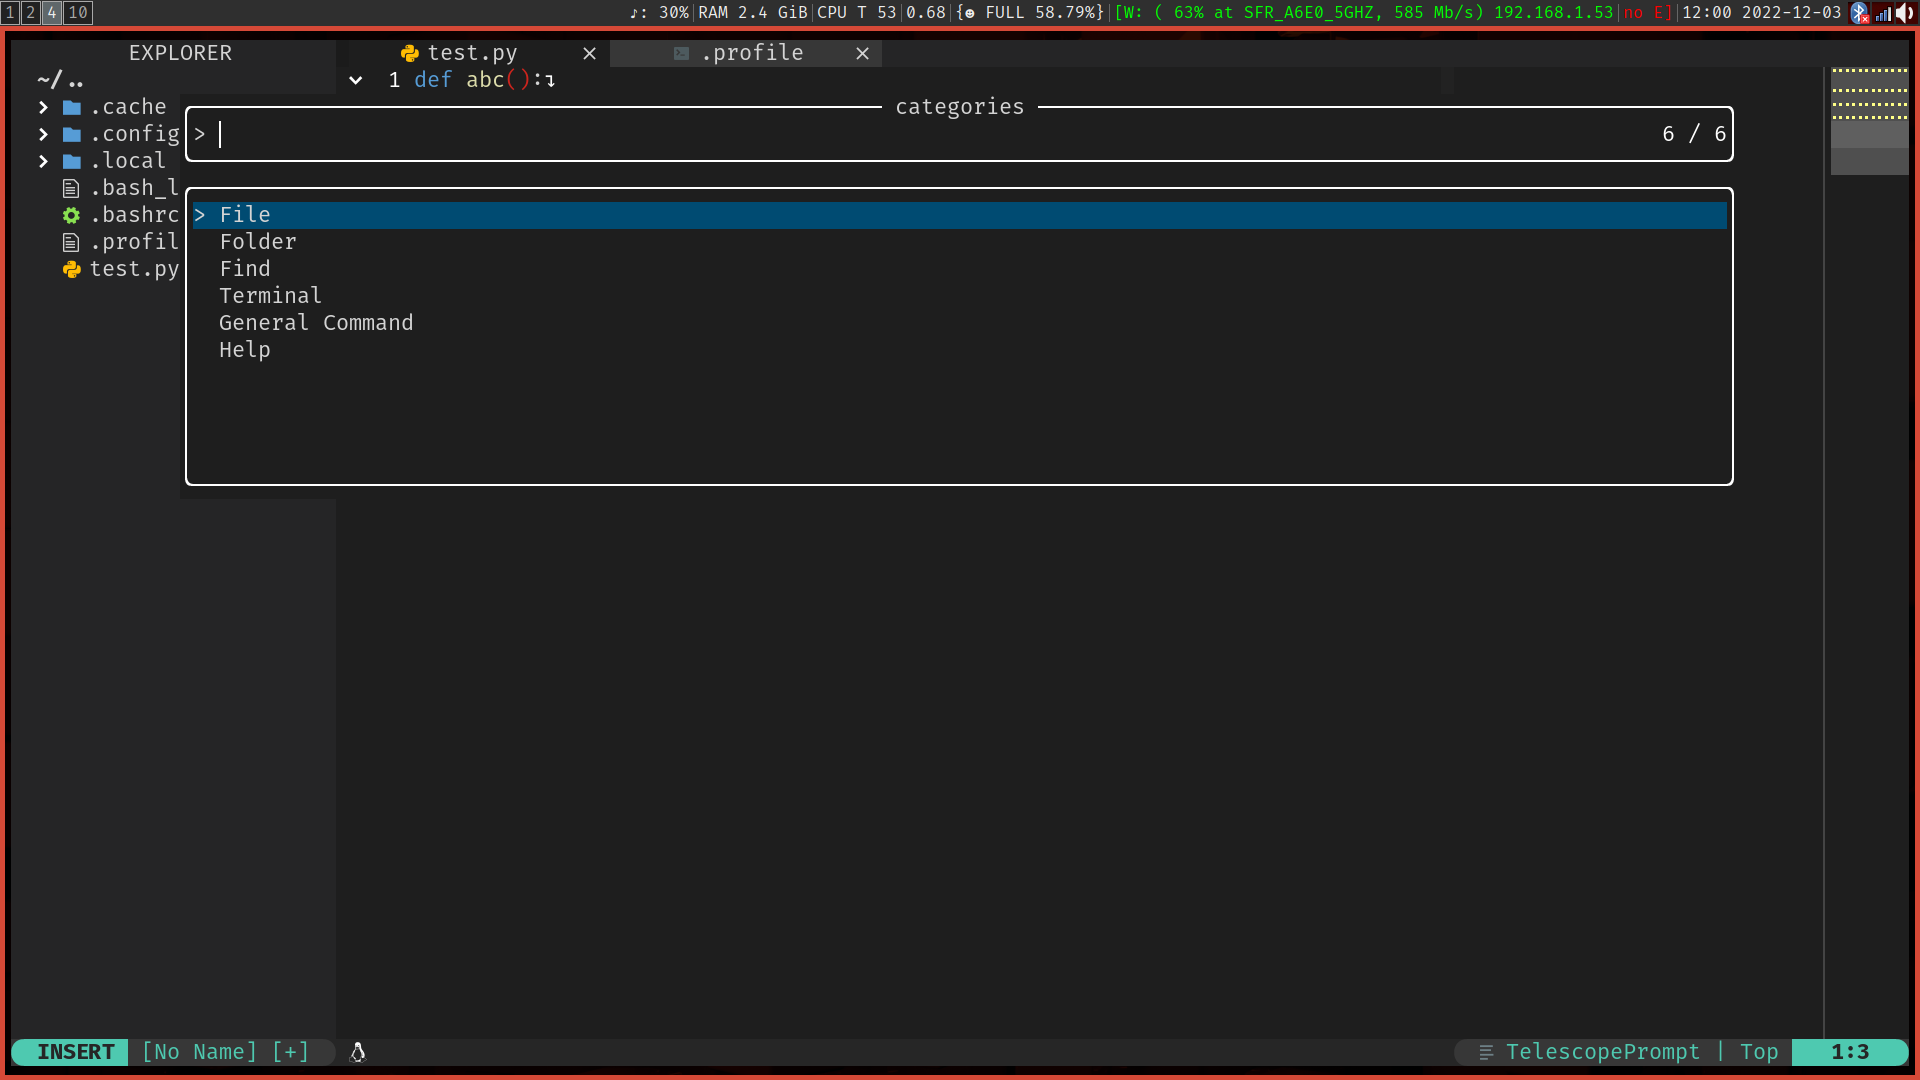 1 2 4 10 ♪: 30% RAM 2.4 GiB CPU T 53 0.68 {☻ FULL 58.79%} [W: ( 63% at SFR_A6E0_5GHZ, 585 Mb/s) 192.168.1.53 no E] 12:00 2022-12-03
EXPLORER test.py × .profile ×
~/.. 1 def abc():↴
.cache
.config
.local
.bash_l
.bashrc
.profil
test.py
categories
> 6 / 6
> File
Folder
Find
Terminal
General Command
Help
INSERT [No Name] [+] TelescopePrompt | Top 1:3